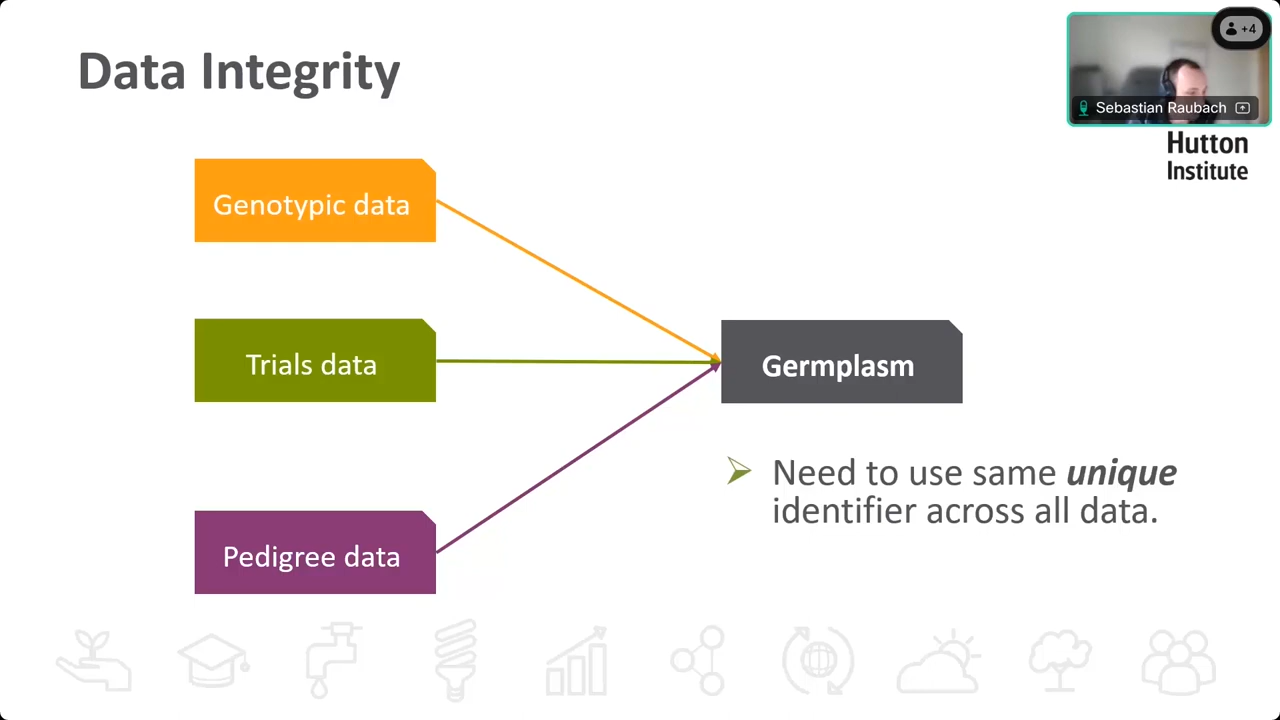 Data Integrity
+4
Sebastian Raubach
Hutton
Institute
Genotypic data
Trials data
Germplasm
Need to use same unique
identifier across all data.
Pedigree data